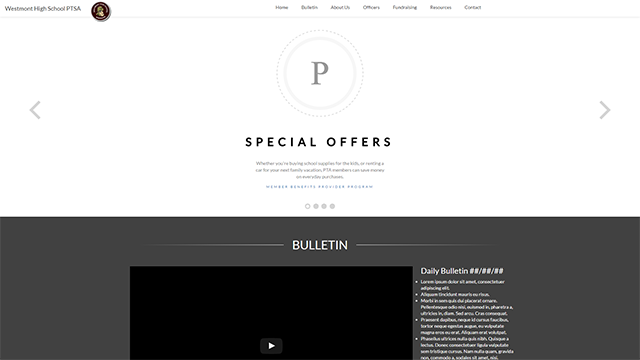 Westmont High School PTSA
Home Bulletin About Us Officers Fundraising Resources Contact
P
SPECIAL OFFERS
Whether you're buying school supplies for the kids, or renting a
car for your next family vacation, PTA members can save money
on everyday purchases.
MEMBER BENEFITS PROVIDER PROGRAM
BULLETIN
Daily Bulletin ##/##/##
Lorem ipsum dolor sit amet, consectetuer
adipiscing elit.
Aliquam tincidunt mauris eu risus.
Morbi in sem quis dui placerat ornare.
Pellentesque odio nisi, euismod in, pharetra a,
ultricies in, diam. Sed arcu. Cras consequat.
Praesent dapibus, neque id cursus faucibus,
tortor neque egestas augue, eu vulputate
magna eros eu erat. Aliquam erat volutpat.
Phasellus ultrices nulla quis nibh. Quisque a
lectus. Donec consectetuer ligula vulputate
sem tristique cursus. Nam nulla quam, gravida
non, commodo a, sodales sit amet, nisi.